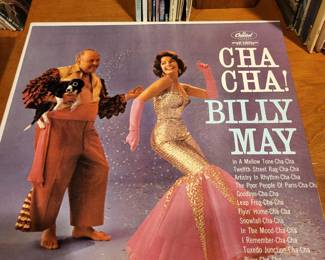 Capitol
CHA
CHA!
BILLY
MAY
In A Mellow Tone-Cha-Cha
Twelfth Street Rag-Cha-Cha
Artistry In Rhythm-Cha-Cha
The Poor People Of Paris-Cha-Cha
Goodbye-Cha-Cha
Leap Frog-Cha-Cha
Flyin' Home-Cha-Cha
Snowfall-Cha-Cha
In The Mood-Cha-Cha
I Remember-Cha-Cha
Tuxedo Junction-Cha-Cha